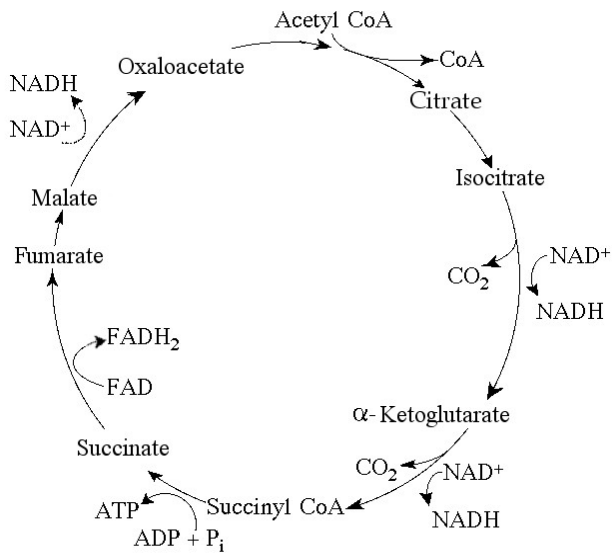 Acetyl CoA
CoA
Citrate
Isocitrate
CO2
NAD+
NADH
α-Ketoglutarate
CO2
NAD+
NADH
Succinyl CoA
ADP + Pi
ATP
Succinate
FAD
FADH2
Fumarate
Malate
NAD+
NADH
Oxaloacetate